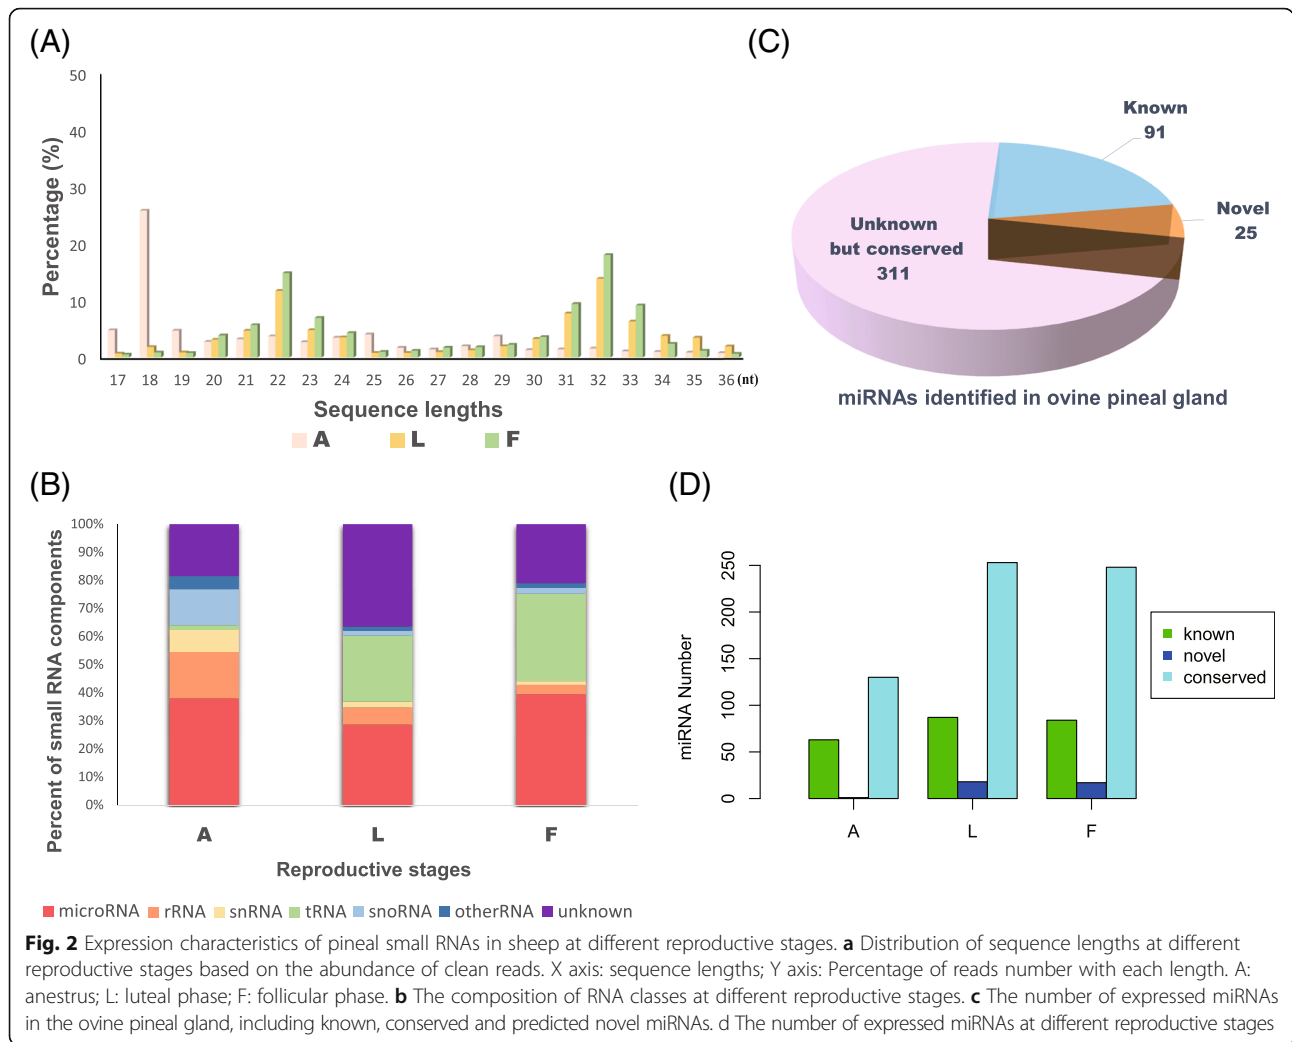 (A)
50
40
30
20
10
0
Percentage (%)
17 18 19 20 21 22 23 24 25 26 27 28 29 30 31 32 33 34 35 36 (nt)
Sequence lengths
A L F
(C)
Known
91
Novel
25
Unknown
but conserved
311
miRNAs identified in ovine pineal gland
(B)
100%
90%
80%
70%
60%
50%
40%
30%
20%
10%
0%
Percent of small RNA components
A L F
Reproductive stages
microRNA rRNA snRNA tRNA snoRNA otherRNA unknown
(D)
250
200
150
100
50
0
miRNA Number
A L F
known
novel
conserved
Fig. 2 Expression characteristics of pineal small RNAs in sheep at different reproductive stages. a Distribution of sequence lengths at different
reproductive stages based on the abundance of clean reads. X axis: sequence lengths; Y axis: Percentage of reads number with each length. A:
anestrus; L: luteal phase; F: follicular phase. b The composition of RNA classes at different reproductive stages. c The number of expressed miRNAs
in the ovine pineal gland, including known, conserved and predicted novel miRNAs. d The number of expressed miRNAs at different reproductive stages